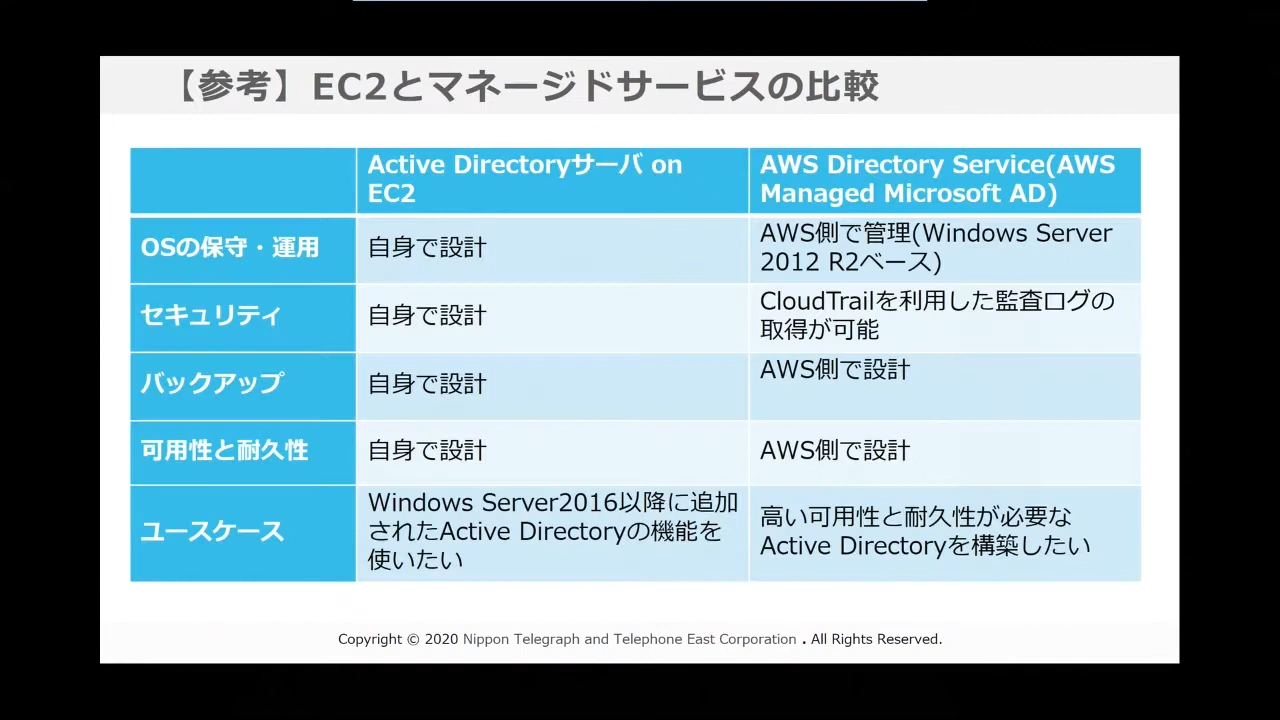 【参考】EC2とマネージドサービスの比較
Active Directoryサーバ on
EC2
AWS Directory Service(AWS
Managed Microsoft AD)
OSの保守・運用
自身で設計
AWS側で管理(Windows Server
2012 R2ベース)
セキュリティ
自身で設計
CloudTrailを利用した監査ログの
取得が可能
バックアップ
自身で設計
AWS側で設計
可用性と耐久性
自身で設計
AWS側で設計
ユースケース
Windows Server2016以降に追加
されたActive Directoryの機能を
使いたい
高い可用性と耐久性が必要な
Active Directoryを構築したい
Copyright © 2020 Nippon Telegraph and Telephone East Corporation . All Rights Reserved.